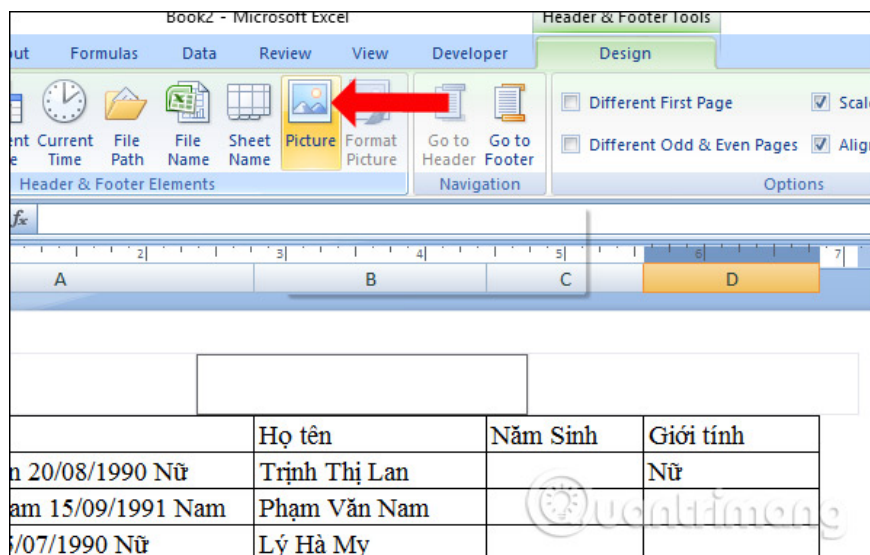 Book2 - Microsoft Excel Header & Footer Tools
out Formulas Data Review View Developer Design
Current Time File Path File Name Sheet Name Picture Format Picture Go to Header Go to Footer
Different First Page Scale
Different Odd & Even Pages Align
Header & Footer Elements Navigation Options
fx
2 3 4 5 6 7
A B C D
Họ tên Năm Sinh Giới tính
n 20/08/1990 Nữ Trịnh Thị Lan Nữ
am 15/09/1991 Nam Phạm Văn Nam
/07/1990 Nữ Lý Hà My
Quantrimang